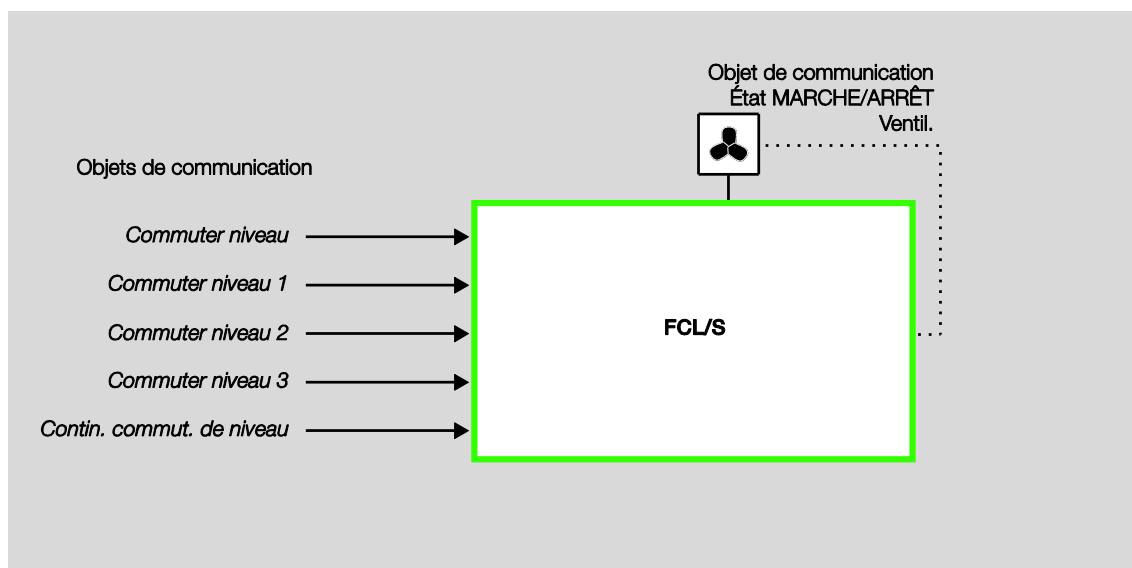 Objet de communication
État MARCHE/ARRÊT
Ventil.
Objets de communication
Commuter niveau
Commuter niveau 1
Commuter niveau 2
Commuter niveau 3
Contin. commut. de niveau
FCL/S